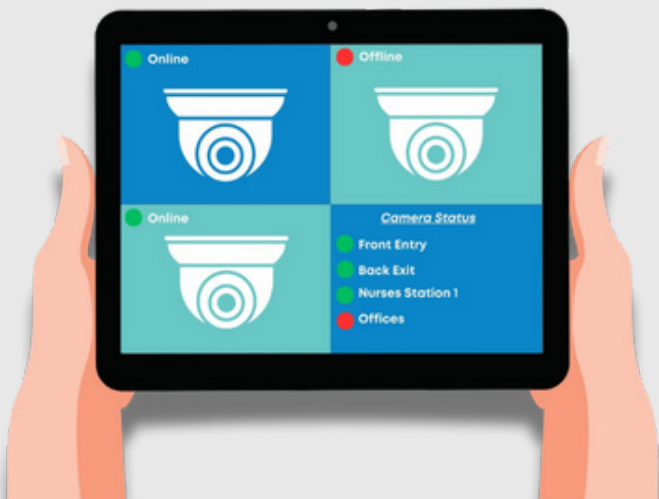 Online
Offline
Online
Camera Status
Front Entry
Back Exit
Nurses Station 1
Offices